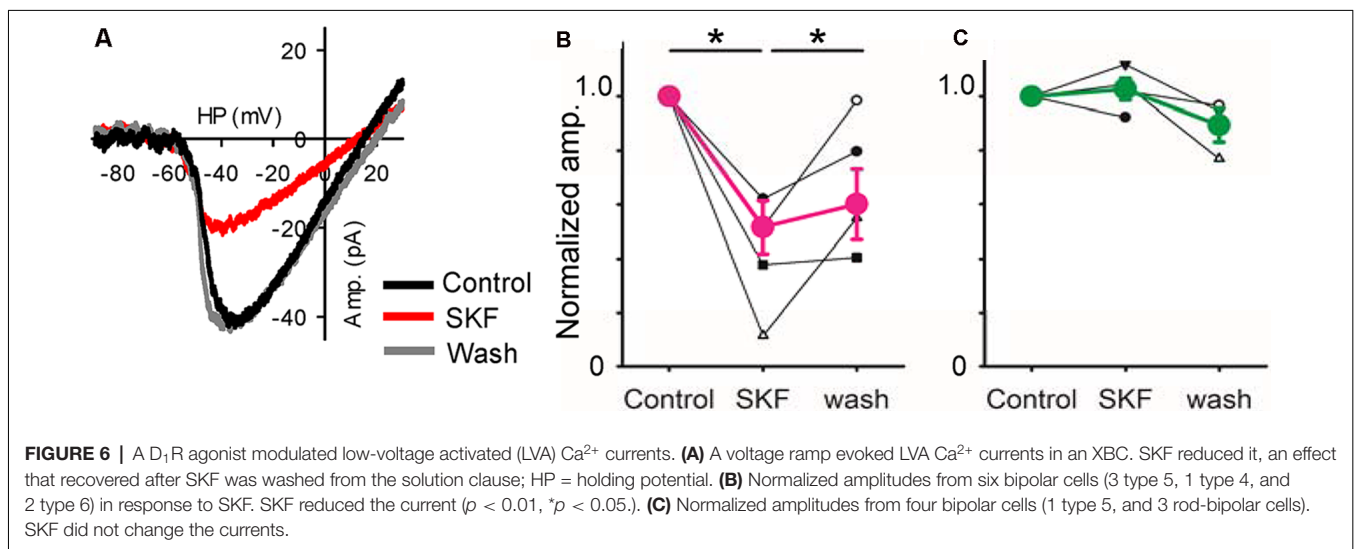 A
20
HP (mV)
0
-80 -60 -40 -20 0 20
-20
-40
Amp. (pA)
Control
SKF
Wash
B
* *
1.0
Normalized amp.
0
Control SKF wash
C
1.0
0
Control SKF wash
FIGURE 6 | A D₁R agonist modulated low-voltage activated (LVA) Ca²⁺ currents. (A) A voltage ramp evoked LVA Ca²⁺ currents in an XBC. SKF reduced it, an effect
that recovered after SKF was washed from the solution clause; HP = holding potential. (B) Normalized amplitudes from six bipolar cells (3 type 5, 1 type 4, and
2 type 6) in response to SKF. SKF reduced the current (p < 0.01, *p < 0.05.). (C) Normalized amplitudes from four bipolar cells (1 type 5, and 3 rod-bipolar cells).
SKF did not change the currents.